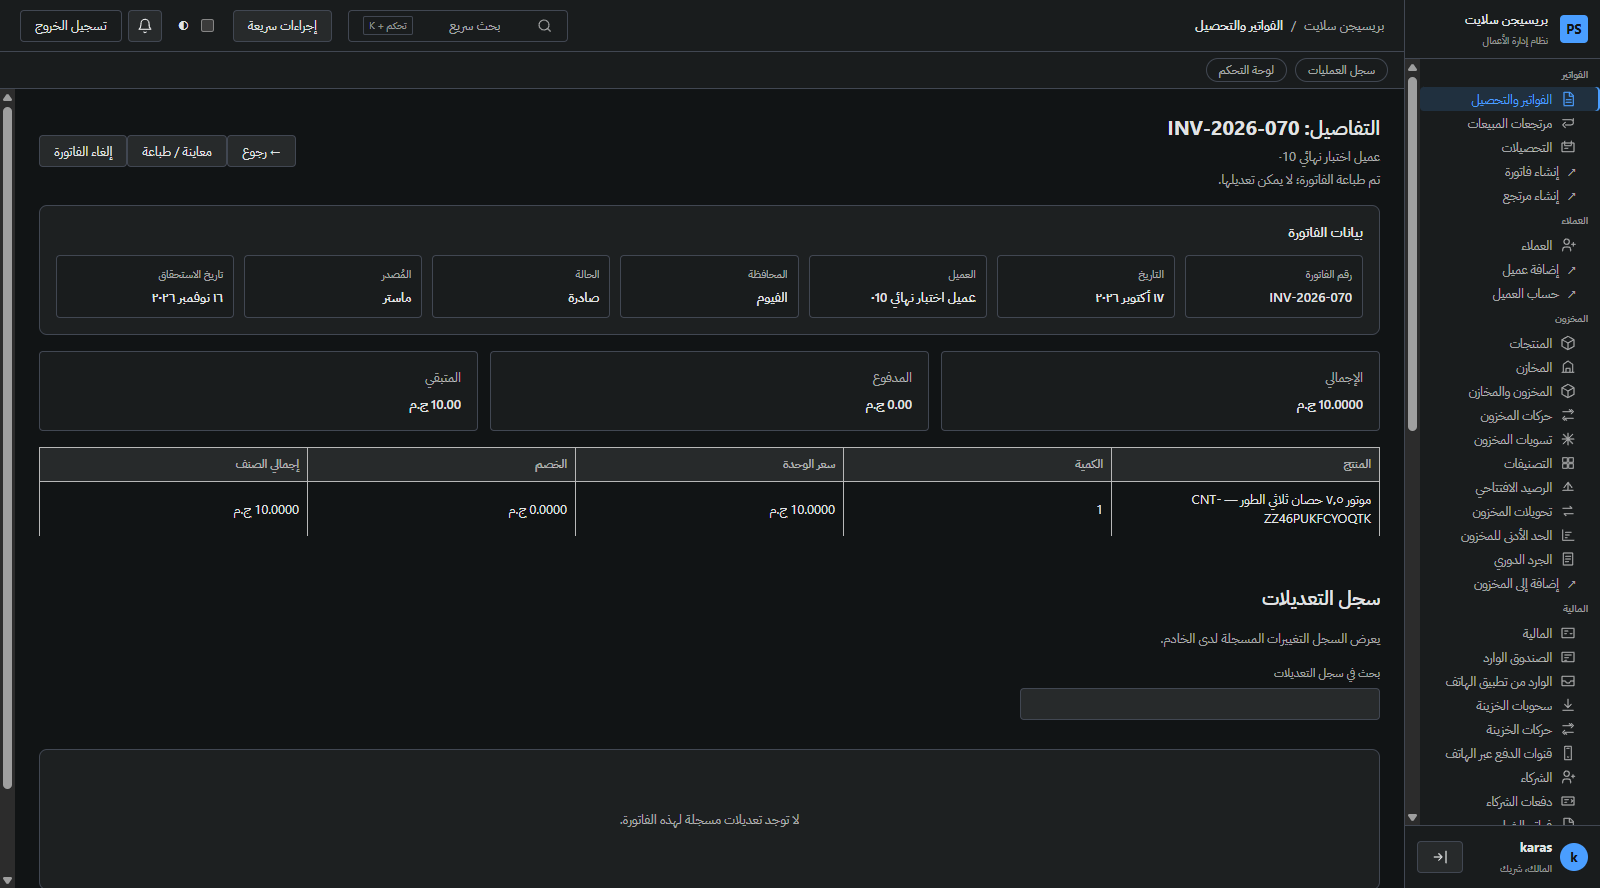 بريسيجن سلايت
نظام إدارة الأعمال
PS
بريسيجن سلايت / الفواتير والتحصيل
بحث سريع
تحكم + K
إجراءات سريعة
تسجيل الخروج
سجل العمليات
لوحة التحكم
الفواتير
الفواتير والتحصيل
مرتجعات المبيعات
التحصيلات
إنشاء فاتورة
إنشاء مرتجع
العملاء
العملاء
إضافة عميل
حساب العميل
المخزون
المنتجات
المخازن
المخزون والمخازن
حركات المخزون
تسويات المخزون
التصنيفات
الرصيد الافتتاحي
تحويلات المخزون
الحد الأدنى للمخزون
الجرد الدوري
إضافة إلى المخزون
المالية
المالية
الصندوق الوارد
الوارد من تطبيق الهاتف
سحوبات الخزينة
حركات الخزينة
قنوات الدفع عبر الهاتف
الشركاء
دفعات الشركاء
karas
المالك، شريك
k
التفاصيل: INV-2026-070
عميل اختبار نهائي 10-
تم طباعة الفاتورة؛ لا يمكن تعديلها.
← رجوع
معاينة / طباعة
إلغاء الفاتورة
بيانات الفاتورة
رقم الفاتورة
INV-2026-070
التاريخ
١٧ أكتوبر ٢٠٢٦
العميل
عميل اختبار نهائي 10-
المحافظة
الفيوم
الحالة
صادرة
المُصدر
ماستر
تاريخ الاستحقاق
١٦ نوفمبر ٢٠٢٦
الإجمالي
10.0000 ج.م
المدفوع
0.00 ج.م
المتبقي
10.00 ج.م
المنتج
الكمية
سعر الوحدة
الخصم
إجمالي الصنف
موتور ٧,٥ حصان ثلاثي الطور — CNT-
ZZ46PUKFCYOQTK
1
10.0000 ج.م
0.0000 ج.م
10.0000 ج.م
سجل التعديلات
يعرض السجل التغييرات المسجلة لدى الخادم.
بحث في سجل التعديلات
لا توجد تعديلات مسجلة لهذه الفاتورة.